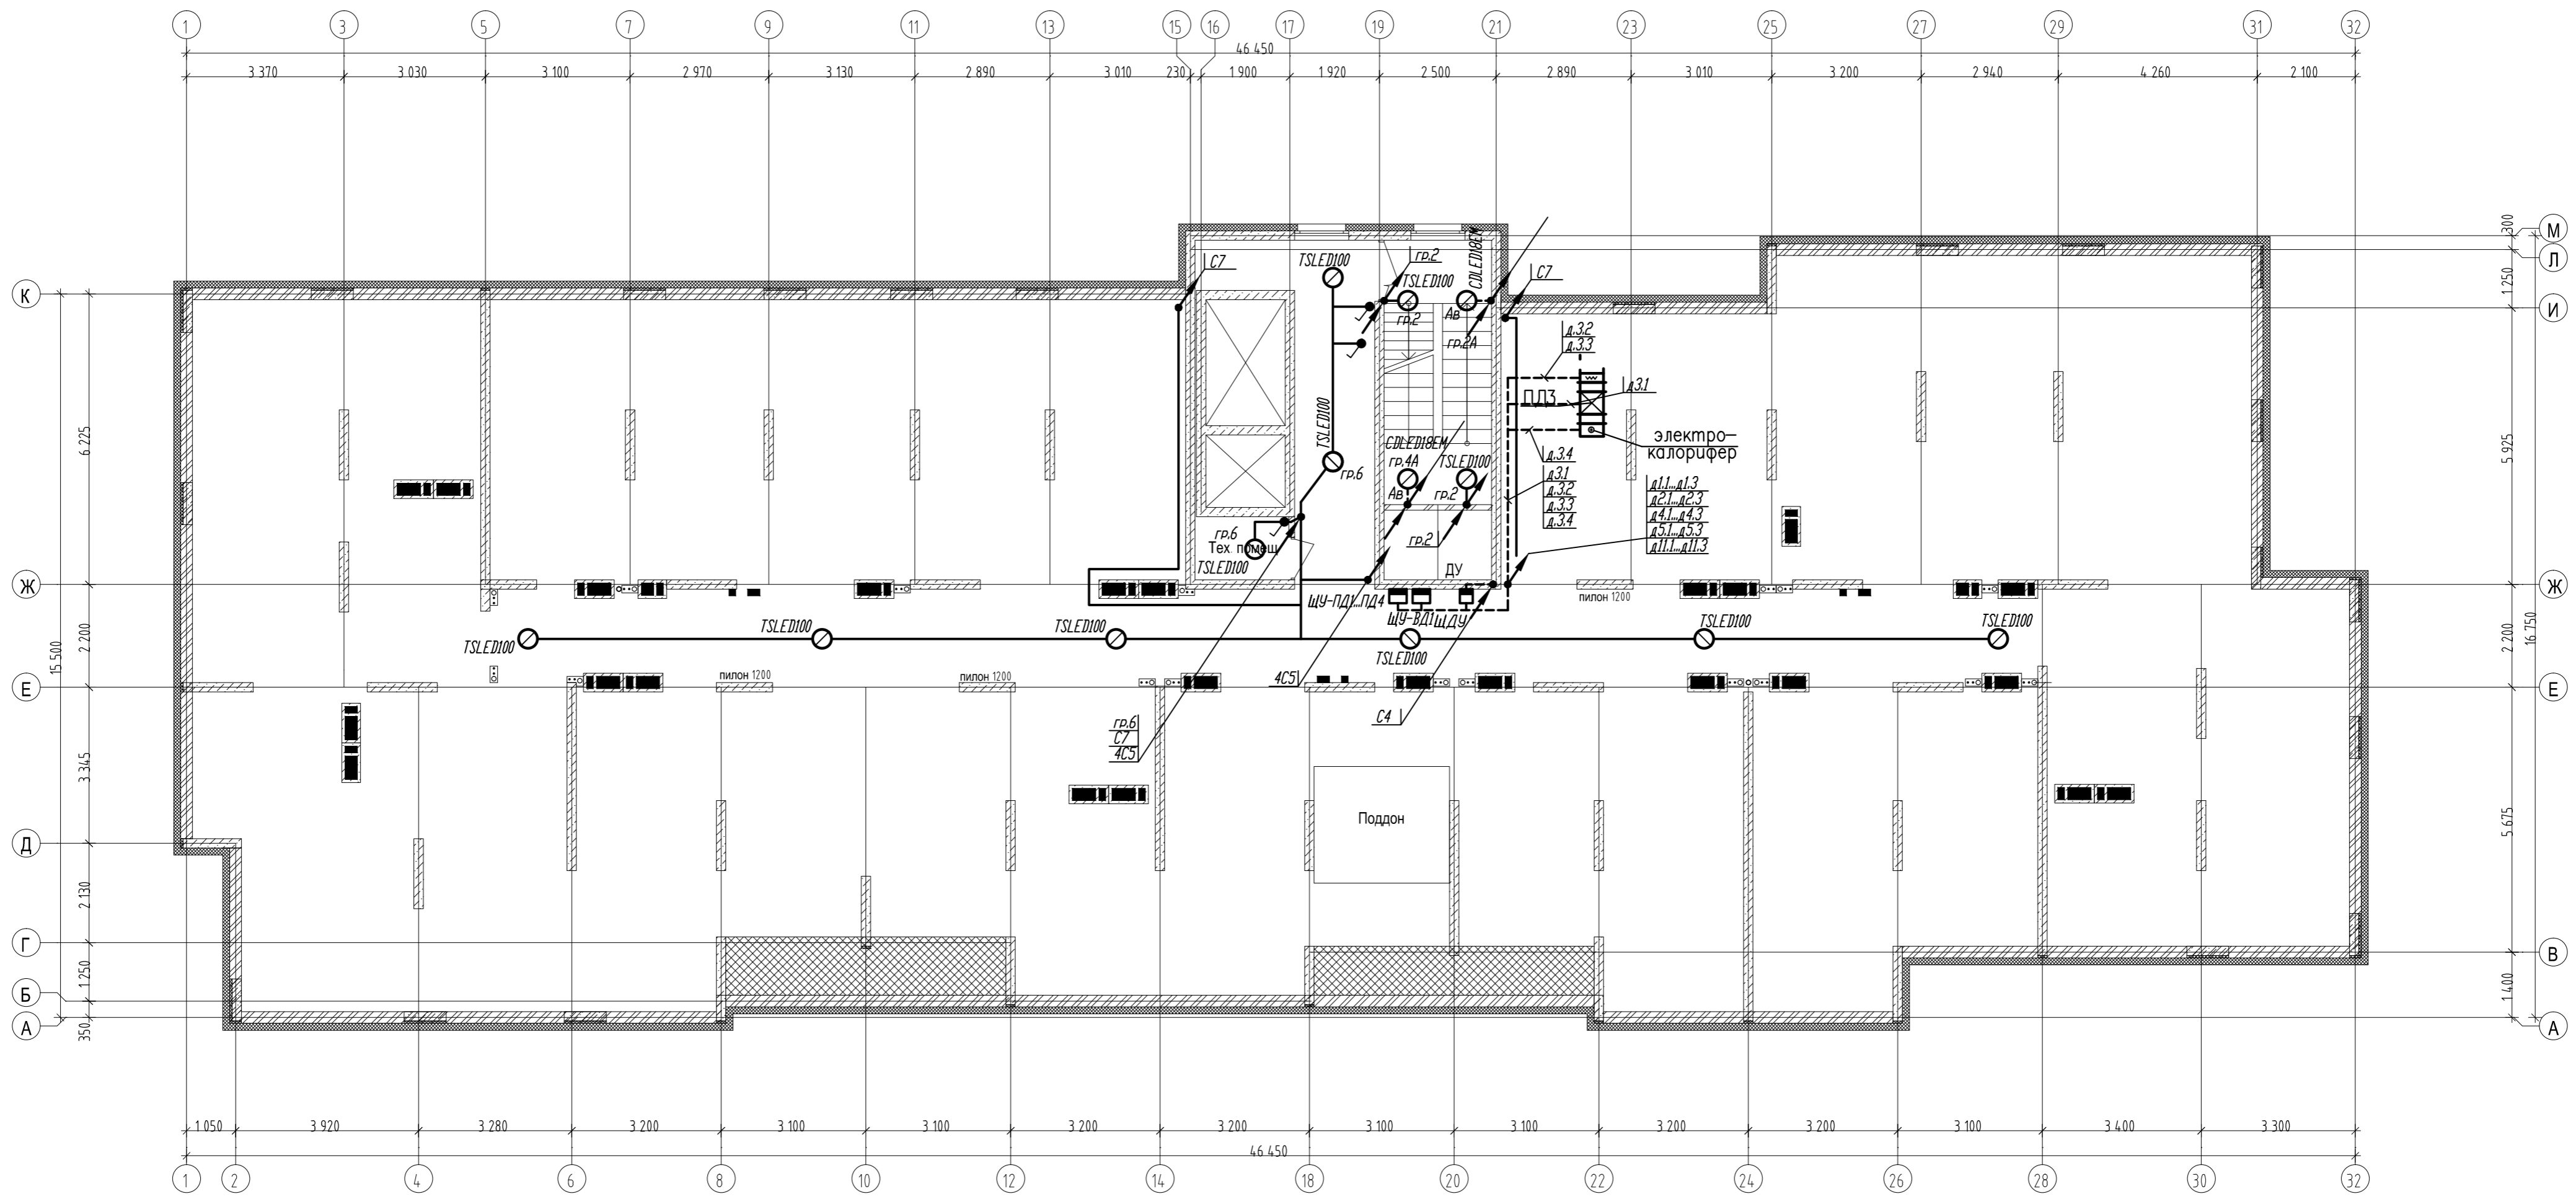 1 3 5 7 9 11 13 15 16 17 19 21 23 25 27 29 31 32
46 450
3 370 3 030 3 100 2 970 3 130 2 890 3 010 230 1 900 1 920 2 500 2 890 3 010 3 200 2 940 4 260 2 100
300
М
1 250
Л
И
К
6 225
5 925
Ж
Ж
15 500
2 200
2 200
16 750
Е
Е
3 345
5 675
Д
2 130
Г
В
1 250
1 400
Б
350
А
А
С7
TSLED100
гр.2
TSLED100
CDLED18EM
С7
гр.2
Ав
гр.2А
д.3.2
д.3.3
ПД3
д3.1
TSLED100
электро-
калорифер
CDLED18EM
гр.4А
TSLED100
гр.6
Ав
гр.2
д.3.4
д3.1
д.3.2
д.3.3
д.3.4
д1.1...д1.3
д2.1...д2.3
д4.1...д4.3
д5.1...д5.3
д11.1...д11.3
гр.6
Тех. помещ.
TSLED100
гр.2
ДУ
ЩУ-ПД1...ПД4
ЩУ-ВД1
ЩДУ
пилон 1200
TSLED100
TSLED100
TSLED100
TSLED100
TSLED100
TSLED100
пилон 1200
пилон 1200
4С5
С4
гр.6
С7
4С5
Поддон
1 050 3 920 3 280 3 200 3 100 3 100 3 200 3 200 3 100 3 100 3 200 3 200 3 100 3 400 3 300
46 450
1 2 4 6 8 10 12 14 18 20 22 24 26 28 30 32